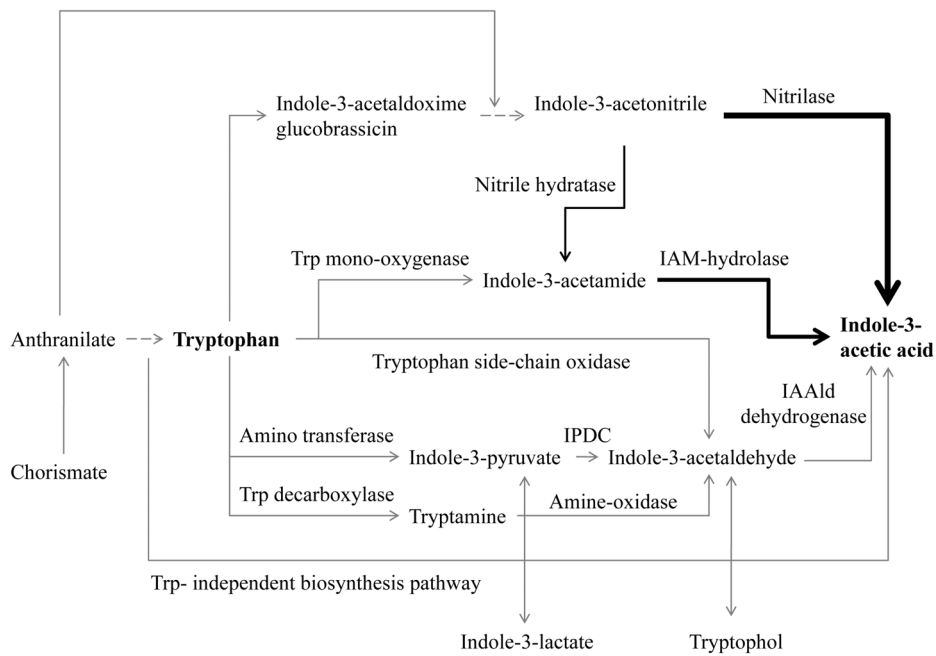 Nitrilase
Indole-3-acetaldoxime
glucobrassicin
Indole-3-acetonitrile
Nitrile hydratase
Trp mono-oxygenase
IAM-hydrolase
Indole-3-acetamide
Anthranilate
Tryptophan
Indole-3-
acetic acid
Tryptophan side-chain oxidase
IAAld
dehydrogenase
Amino transferase
IPDC
Indole-3-pyruvate
Indole-3-acetaldehyde
Chorismate
Trp decarboxylase
Amine-oxidase
Tryptamine
Trp- independent biosynthesis pathway
Indole-3-lactate
Tryptophol